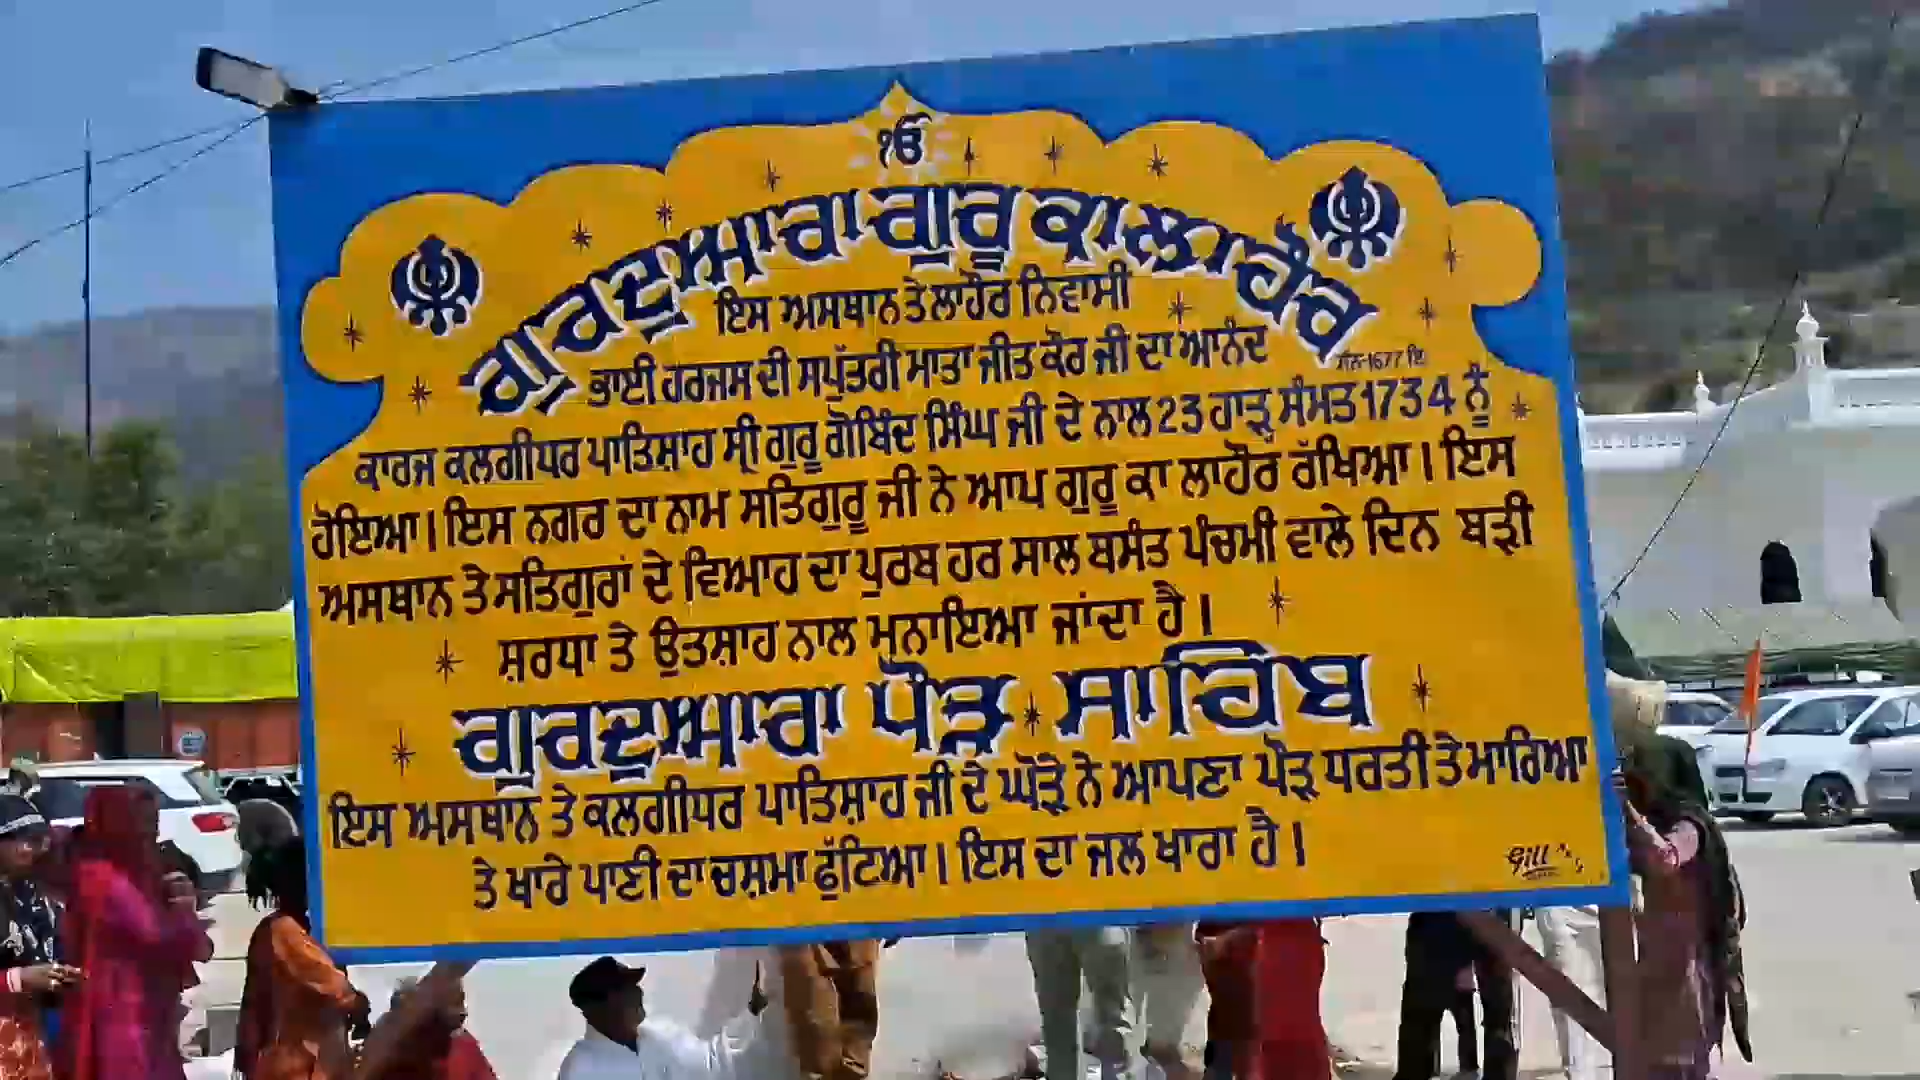 ੴ
ਗੁਰਦੁਆਰਾ ਗੁਰੂ ਕਾ ਲਾਹੌਰ
ਇਸ ਅਸਥਾਨ ਤੇ ਲਾਹੌਰ ਨਿਵਾਸੀ
ਭਾਈ ਹਰਜਸ ਦੀ ਸਪੁੱਤਰੀ ਮਾਤਾ ਜੀਤ ਕੌਰ ਜੀ ਦਾ ਆਨੰਦ
ਸੰਨ-1677 ਇ
ਕਾਰਜ ਕਲਗੀਧਰ ਪਾਤਿਸ਼ਾਹ ਸ੍ਰੀ ਗੁਰੂ ਗੋਬਿੰਦ ਸਿੰਘ ਜੀ ਦੇ ਨਾਲ 23 ਹਾੜ੍ਹ ਸੰਮਤ 1734 ਨੂੰ
ਹੋਇਆ। ਇਸ ਨਗਰ ਦਾ ਨਾਮ ਸਤਿਗੁਰੂ ਜੀ ਨੇ ਆਪ ਗੁਰੂ ਕਾ ਲਾਹੌਰ ਰੱਖਿਆ। ਇਸ
ਅਸਥਾਨ ਤੇ ਸਤਿਗੁਰਾਂ ਦੇ ਵਿਆਹ ਦਾ ਪੁਰਬ ਹਰ ਸਾਲ ਬਸੰਤ ਪੰਚਮੀ ਵਾਲੇ ਦਿਨ ਬੜੀ
ਸ਼ਰਧਾ ਤੇ ਉਤਸ਼ਾਹ ਨਾਲ ਮੁਨਾਇਆ ਜਾਂਦਾ ਹੈ।
ਗੁਰਦੁਆਰਾ ਪੌੜ ਸਾਹਿਬ
ਇਸ ਅਸਥਾਨ ਤੇ ਕਲਗੀਧਰ ਪਾਤਿਸ਼ਾਹ ਜੀ ਦੇ ਘੋੜੇ ਨੇ ਆਪਣਾ ਪੌੜ ਧਰਤੀ ਤੇ ਮਾਰਿਆ
ਤੇ ਖਾਰੇ ਪਾਣੀ ਦਾ ਚਸ਼ਮਾ ਫੁੱਟਿਆ। ਇਸ ਦਾ ਜਲ ਖਾਰਾ ਹੈ।
Gill